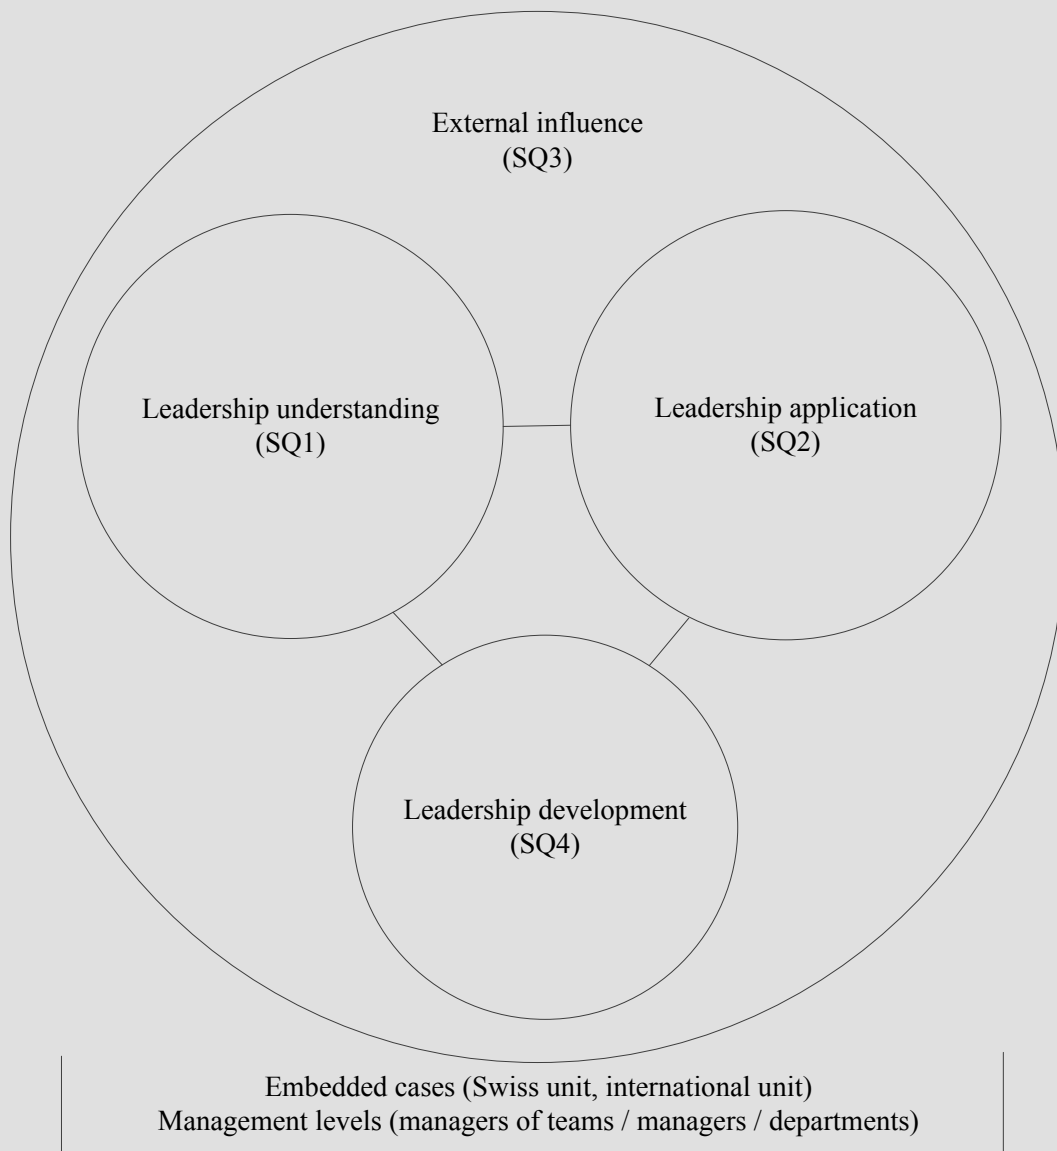 External influence
(SQ3)
Leadership understanding
(SQ1)
Leadership application
(SQ2)
Leadership development
(SQ4)
Embedded cases (Swiss unit, international unit)
Management levels (managers of teams / managers / departments)